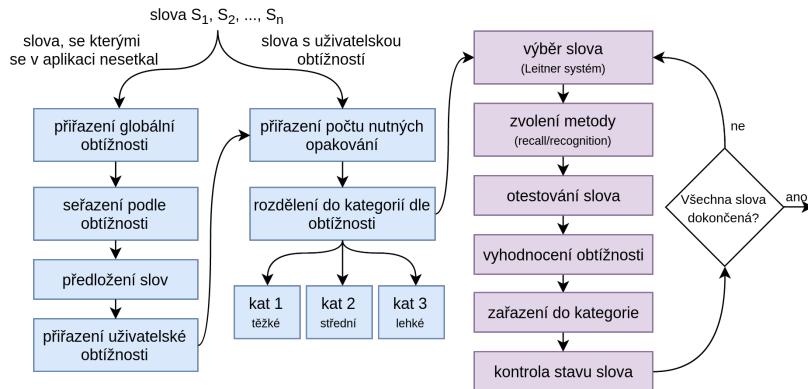 slova S1, S2, ..., Sn
slova, se kterými
se v aplikaci nesetkal
slova s uživatelskou
obtížností
přiřazení globální
obtížnosti
seřazení podle
obtížnosti
předložení slov
přiřazení uživatelské
obtížnosti
přiřazení počtu nutných
opakování
rozdělení do kategorií dle
obtížnosti
kat 1
těžké
kat 2
střední
kat 3
lehké
výběr slova
(Leitner systém)
zvolení metody
(recall/recognition)
otestování slova
vyhodnocení obtížnosti
zařazení do kategorie
kontrola stavu slova
ne
Všechna slova
dokončená?
ano